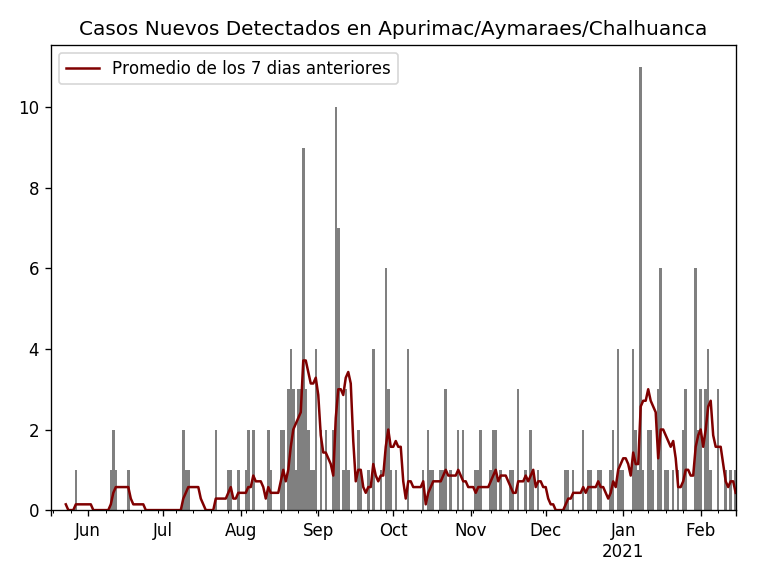 Casos Nuevos Detectados en Apurimac/Aymaraes/Chalhuanca
Promedio de los 7 dias anteriores
10
8
6
4
2
0
Jun Jul Aug Sep Oct Nov Dec Jan Feb
2021